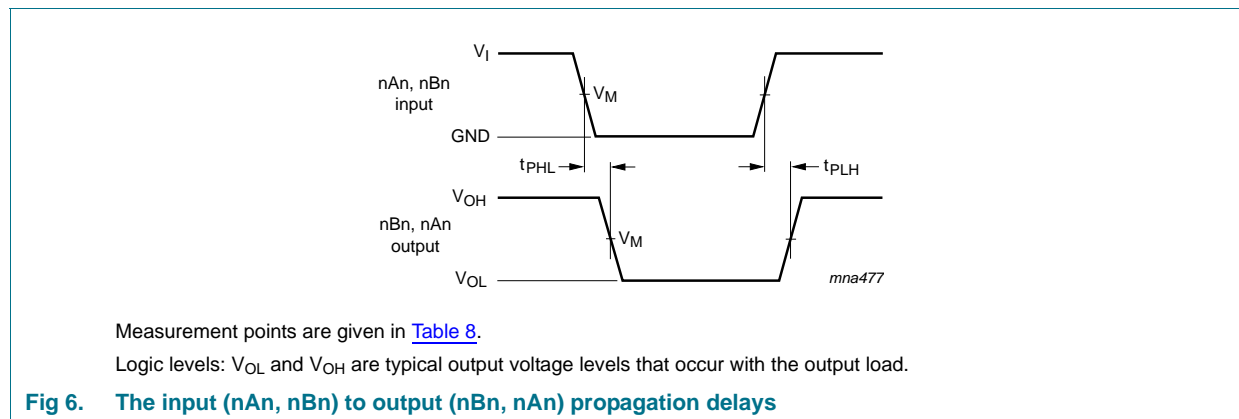 VI
nAn, nBn
input
VM
GND
tPHL
tPLH
VOH
nBn, nAn
output
VM
VOL
mna477
Measurement points are given in Table 8.
Logic levels: VOL and VOH are typical output voltage levels that occur with the output load.
Fig 6. The input (nAn, nBn) to output (nBn, nAn) propagation delays